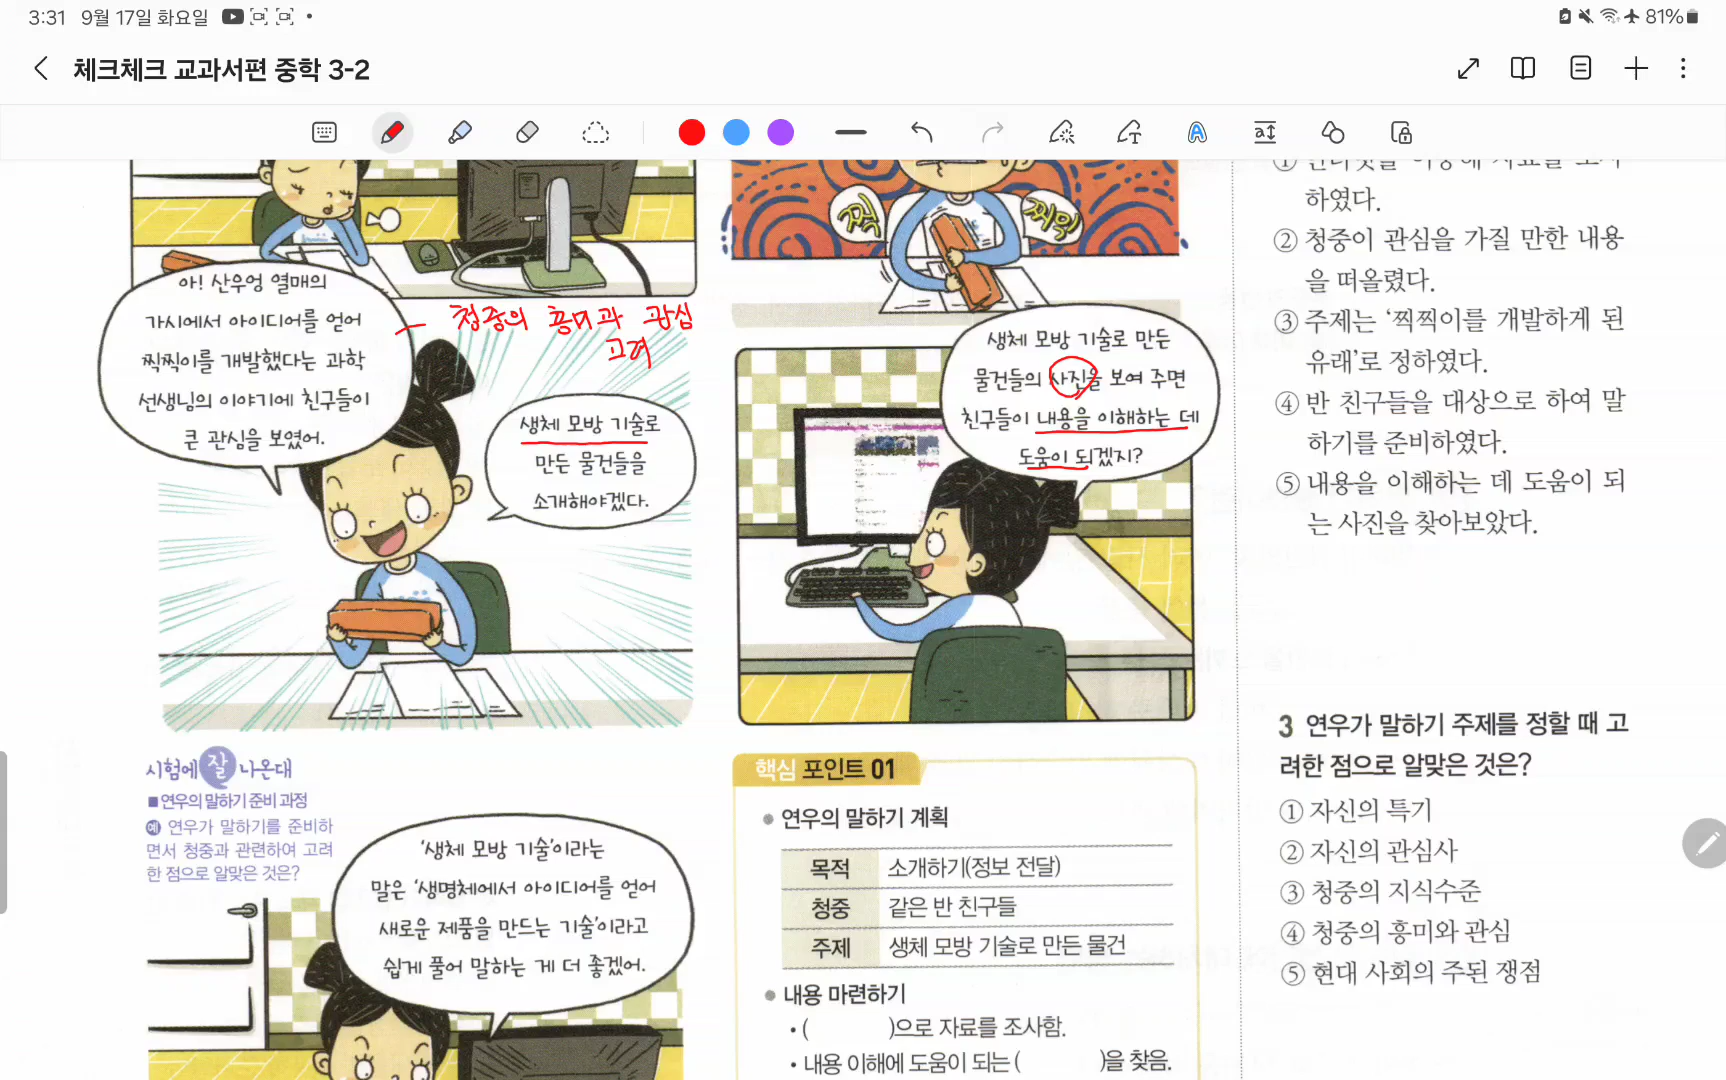 3:31 9월 17일 화요일
81%
체크체크 교과서편 중학 3-2
쩍
찌익
아! 산우엉 열매의
가시에서 아이디어를 얻어
찍찍이를 개발했다는 과학
선생님의 이야기에 친구들이
큰 관심을 보였어.
청중의 흥미과 관심
고려
생체 모방 기술로
만든 물건들을
소개해야겠다.
생체 모방 기술로 만든
물건들의 사진을 보여 주면
친구들이 내용을 이해하는 데
도움이 되겠지?
시험에 잘 나온대
■ 연우의 말하기 준비 과정
예 연우가 말하기를 준비하
면서 청중과 관련하여 고려
한 점으로 알맞은 것은?
‘생체 모방 기술’이라는
말은 ‘생명체에서 아이디어를 얻어
새로운 제품을 만드는 기술’이라고
쉽게 풀어 말하는 게 더 좋겠어.
핵심 포인트 01
● 연우의 말하기 계획
목적 소개하기(정보 전달)
청중 같은 반 친구들
주제 생체 모방 기술로 만든 물건
● 내용 마련하기
• ( )으로 자료를 조사함.
• 내용 이해에 도움이 되는 ( )을 찾음.
하였다.
② 청중이 관심을 가질 만한 내용
을 떠올렸다.
③ 주제는 ‘찍찍이를 개발하게 된
유래’로 정하였다.
④ 반 친구들을 대상으로 하여 말
하기를 준비하였다.
⑤ 내용을 이해하는 데 도움이 되
는 사진을 찾아보았다.
3 연우가 말하기 주제를 정할 때 고
려한 점으로 알맞은 것은?
① 자신의 특기
② 자신의 관심사
③ 청중의 지식수준
④ 청중의 흥미와 관심
⑤ 현대 사회의 주된 쟁점